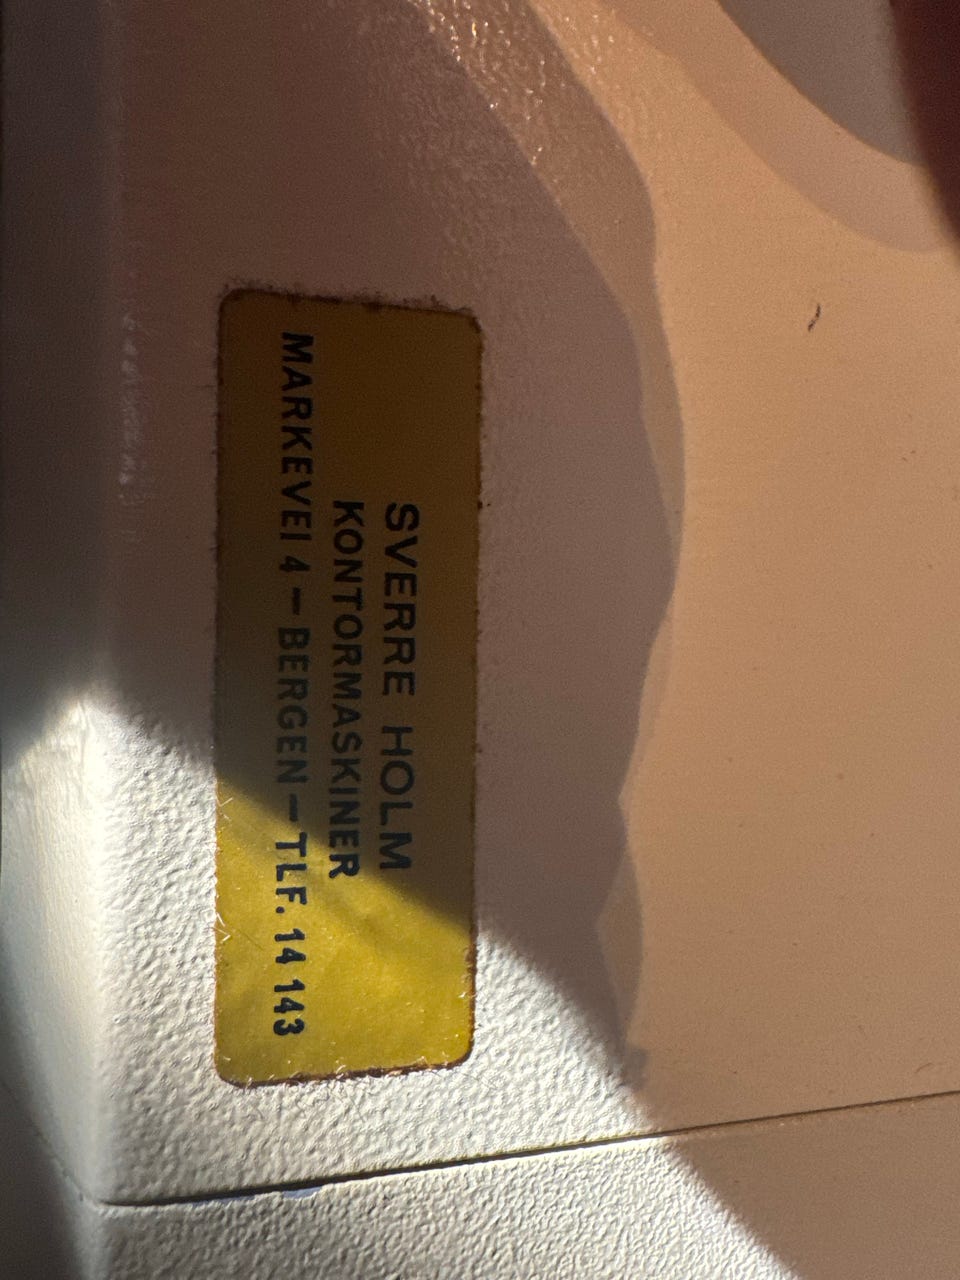 SVERRE HOLM
KONTORMASKINER
MARKEVEI 4 — BERGEN — TLF. 14 143